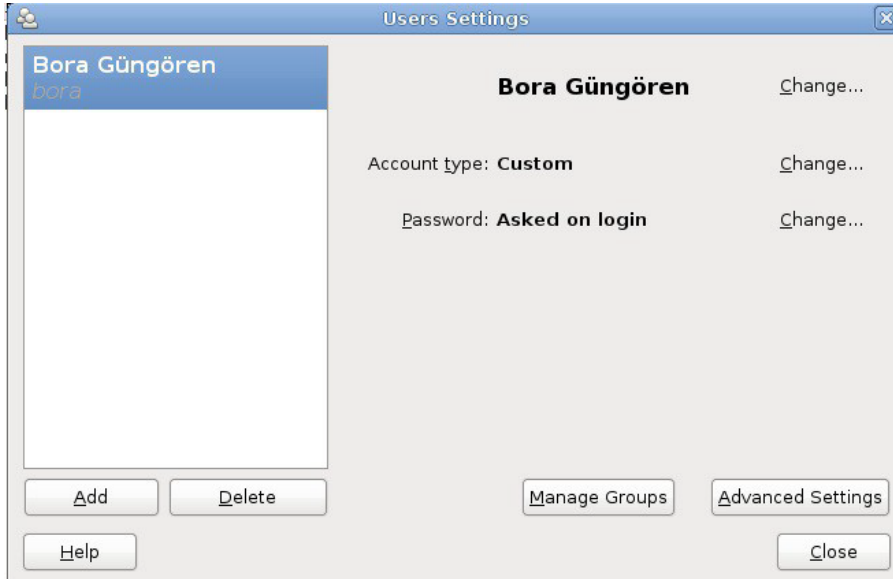 Users Settings
Bora Güngören
bora
Bora Güngören Change...
Account type: Custom Change...
Password: Asked on login Change...
Add Delete Manage Groups Advanced Settings
Help Close